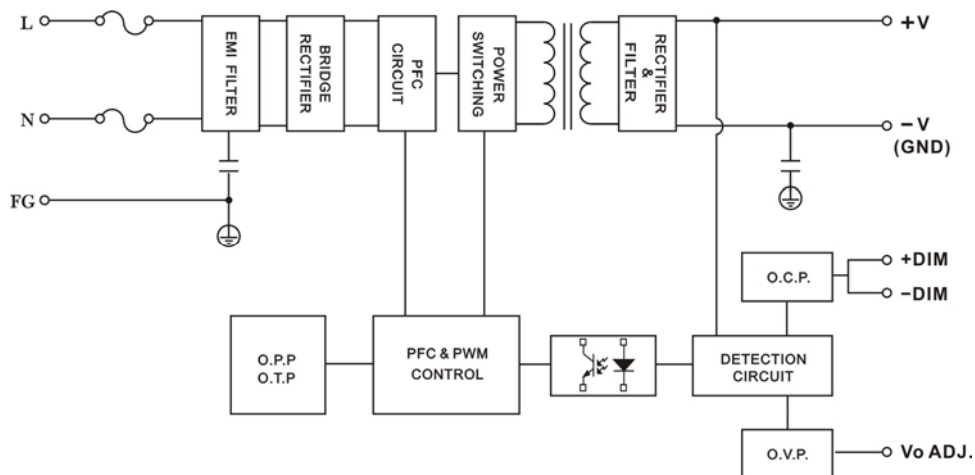 L
N
FG
EMI FILTER
BRIDGE
RECTIFIER
PFC
CIRCUIT
POWER
SWITCHING
RECTIFIER
&
FILTER
+V
−V
(GND)
O.C.P.
+DIM
−DIM
O.P.P
O.T.P
PFC & PWM
CONTROL
DETECTION
CIRCUIT
O.V.P.
Vo ADJ.